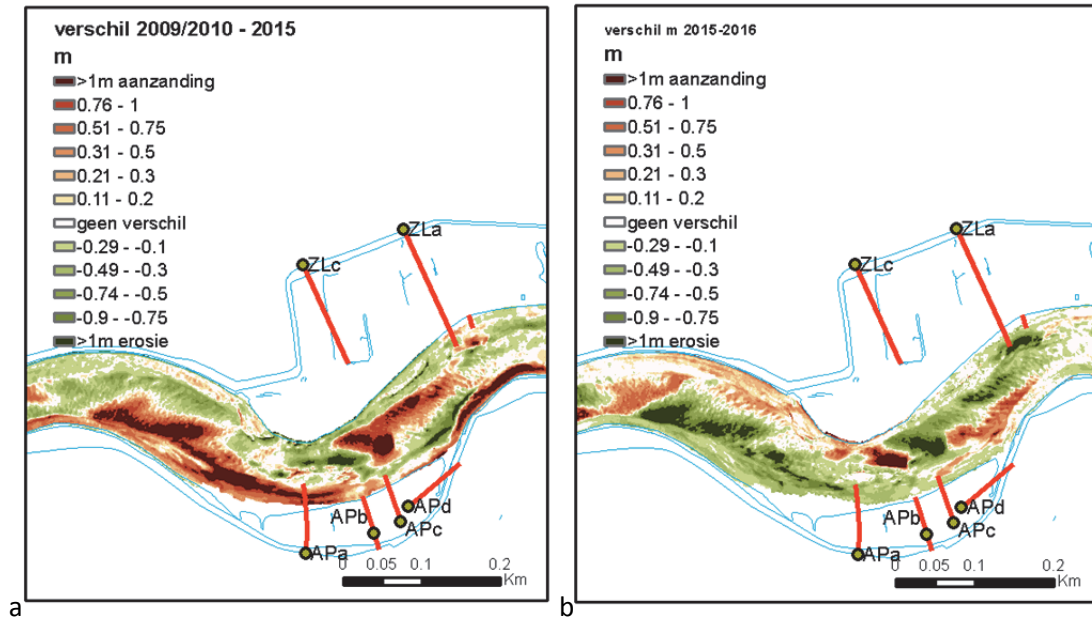 verschil 2009/2010 - 2015
m
>1m aanzanding
0.76 - 1
0.51 - 0.75
0.31 - 0.5
0.21 - 0.3
0.11 - 0.2
geen verschil
-0.29 - -0.1
-0.49 - -0.3
-0.74 - -0.5
-0.9 - -0.75
>1m erosie
ZLa
ZLc
APd
APb
APc
APa
0 0.05 0.1 0.2
Km
a
verschil m 2015-2016
m
>1m aanzanding
0.76 - 1
0.51 - 0.75
0.31 - 0.5
0.21 - 0.3
0.11 - 0.2
geen verschil
-0.29 - -0.1
-0.49 - -0.3
-0.74 - -0.5
-0.9 - -0.75
>1m erosie
ZLa
ZLc
APd
APb
APc
APa
0 0.05 0.1 0.2
Km
b